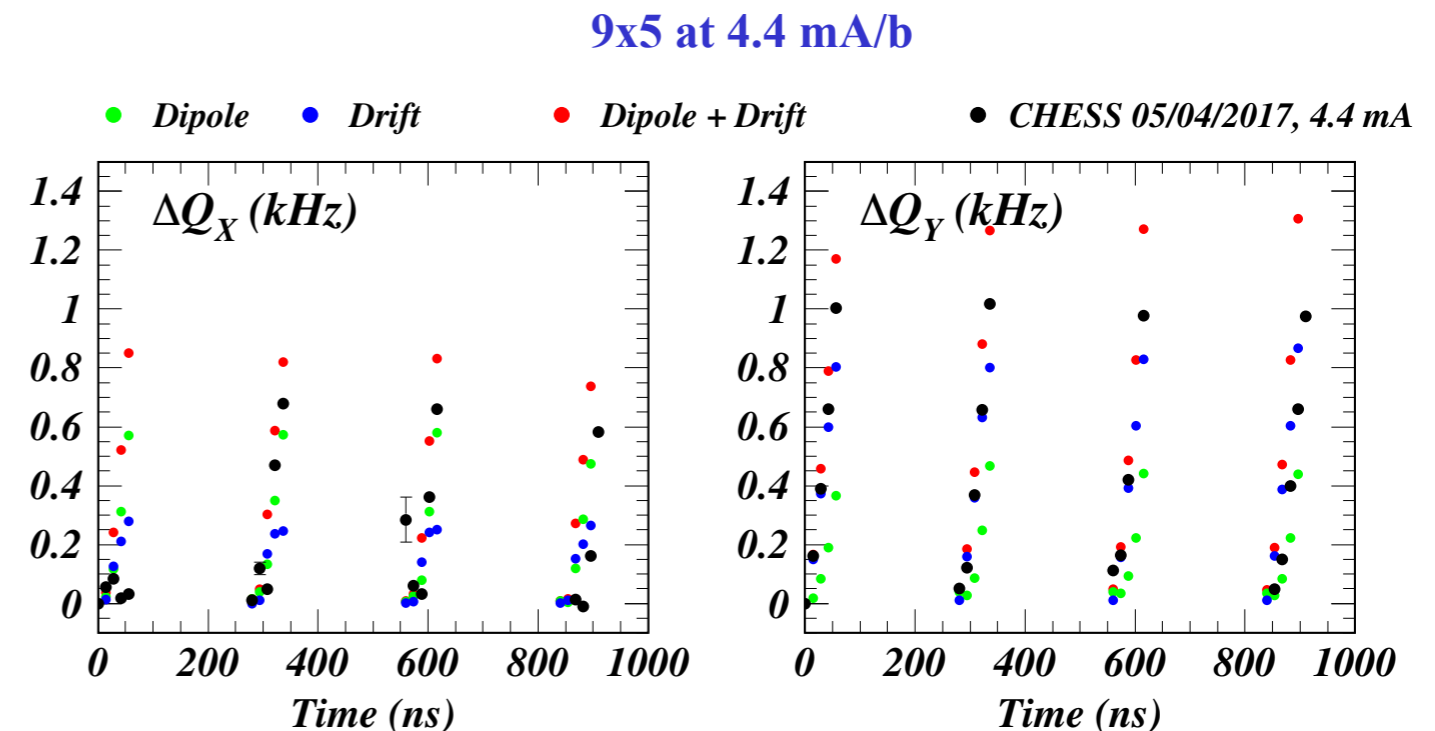 9x5 at 4.4 mA/b
Dipole Drift Dipole + Drift CHESS 05/04/2017, 4.4 mA
ΔQ_X (kHz)
1.4
1.2
1
0.8
0.6
0.4
0.2
0
0 200 400 600 800 1000
Time (ns)
ΔQ_Y (kHz)
1.4
1.2
1
0.8
0.6
0.4
0.2
0
0 200 400 600 800 1000
Time (ns)